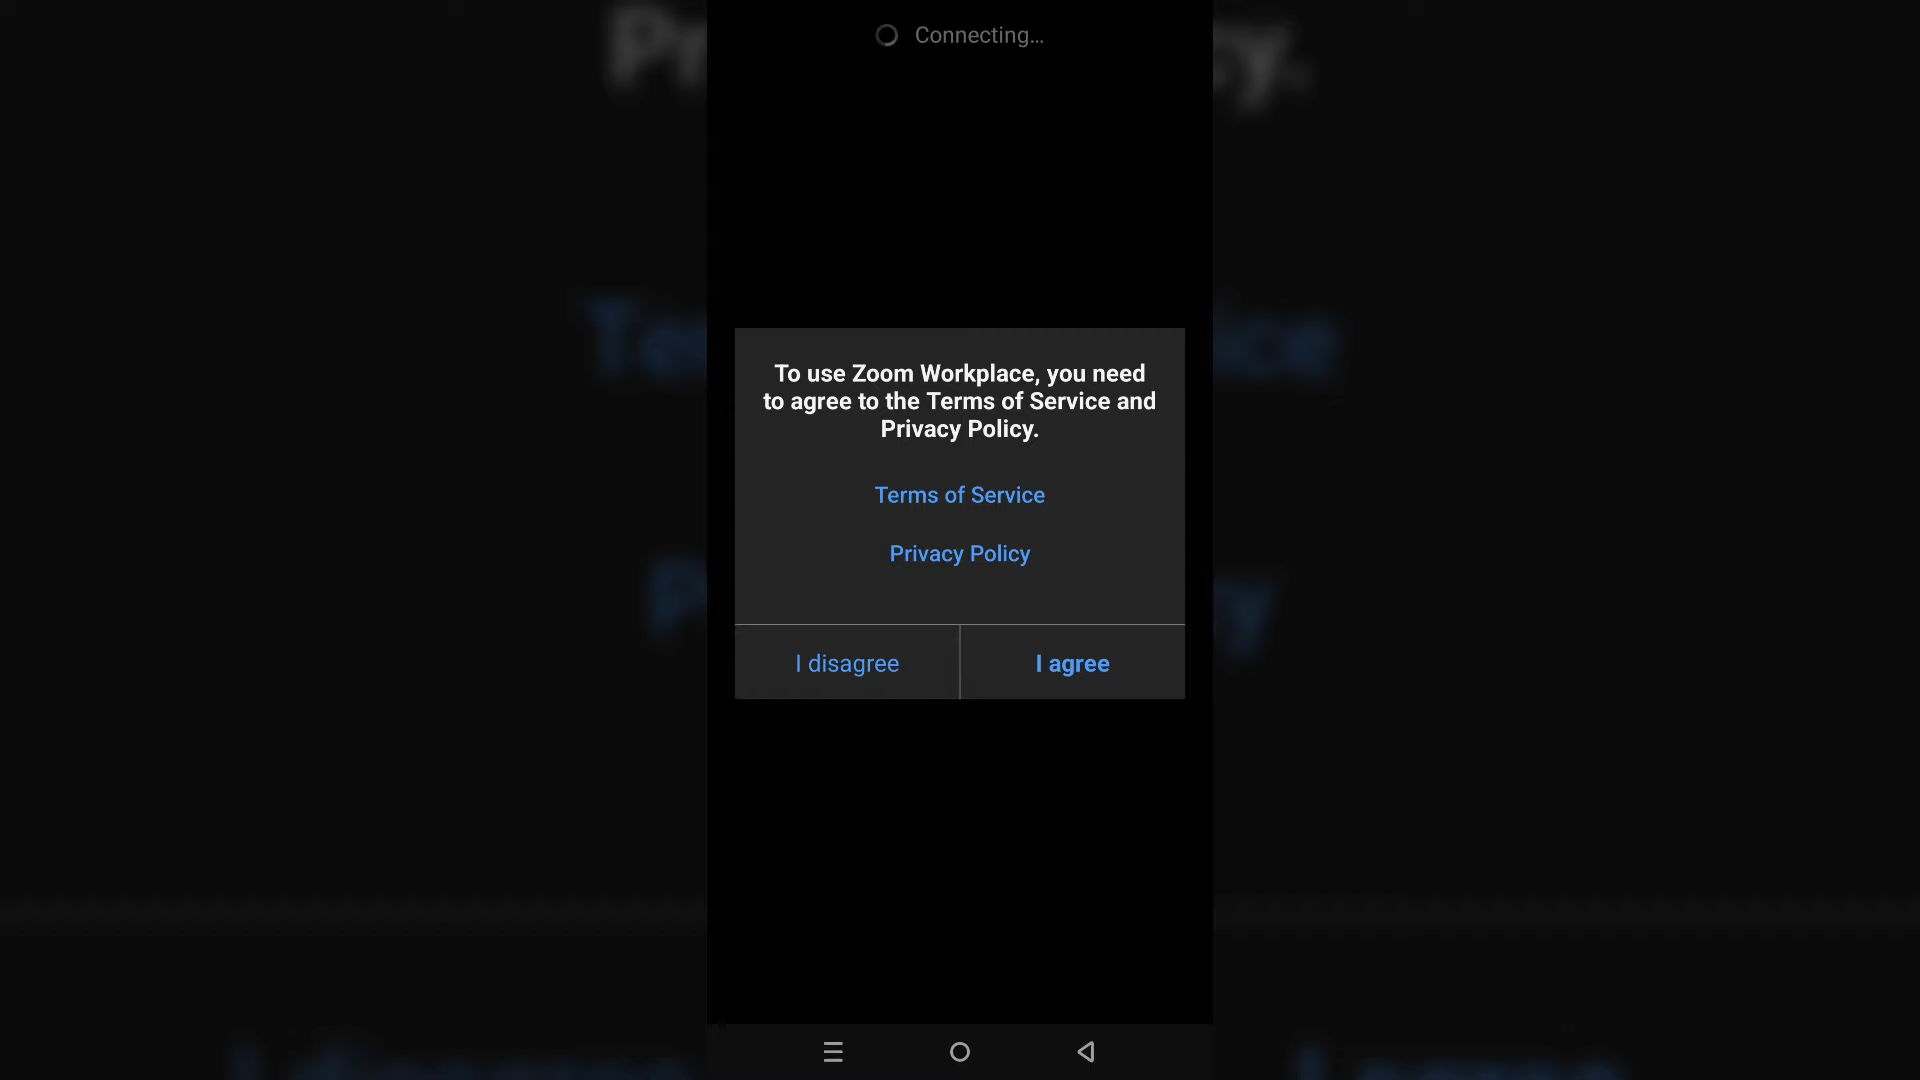 Connecting...
To use Zoom Workplace, you need
to agree to the Terms of Service and
Privacy Policy.
Terms of Service
Privacy Policy
I disagree
I agree